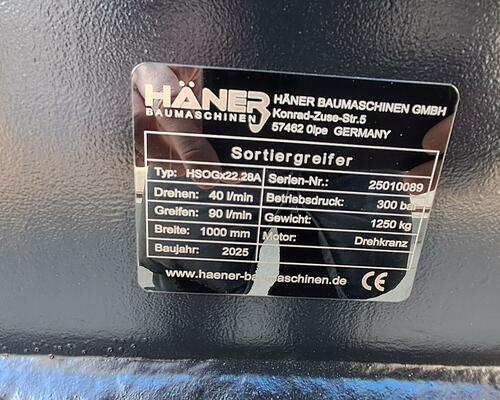 HÄNER
BAUMASCHINEN
HÄNER BAUMASCHINEN GMBH
Konrad-Zuse-Str.5
57462 Olpe GERMANY
Sortiergreifer
Typ: HSOGx22.28A Serien-Nr.: 25010089
Drehen: 40 l/min Betriebsdruck: 300 bar
Greifen: 90 l/min Gewicht: 1250 kg
Breite: 1000 mm Motor: Drehkranz
Baujahr: 2025
www.haener-baumaschinen.de CE